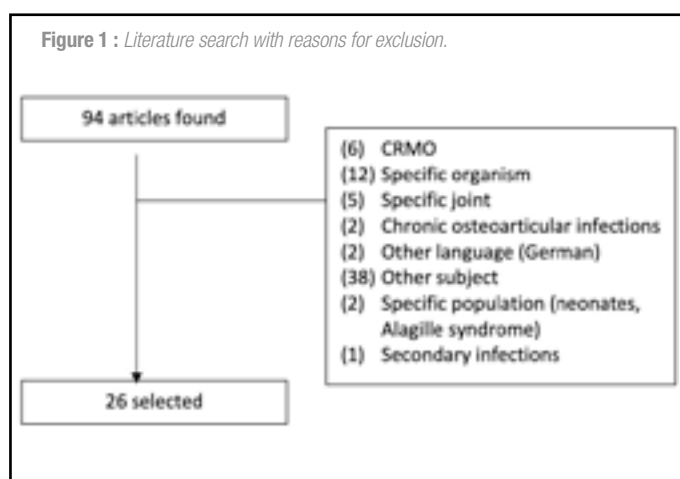 Figure 1 : Literature search with reasons for exclusion.
94 articles found
(6) CRMO
(12) Specific organism
(5) Specific joint
(2) Chronic osteoarticular infections
(2) Other language (German)
(38) Other subject
(2) Specific population (neonates,
Alagille syndrome)
(1) Secondary infections
26 selected